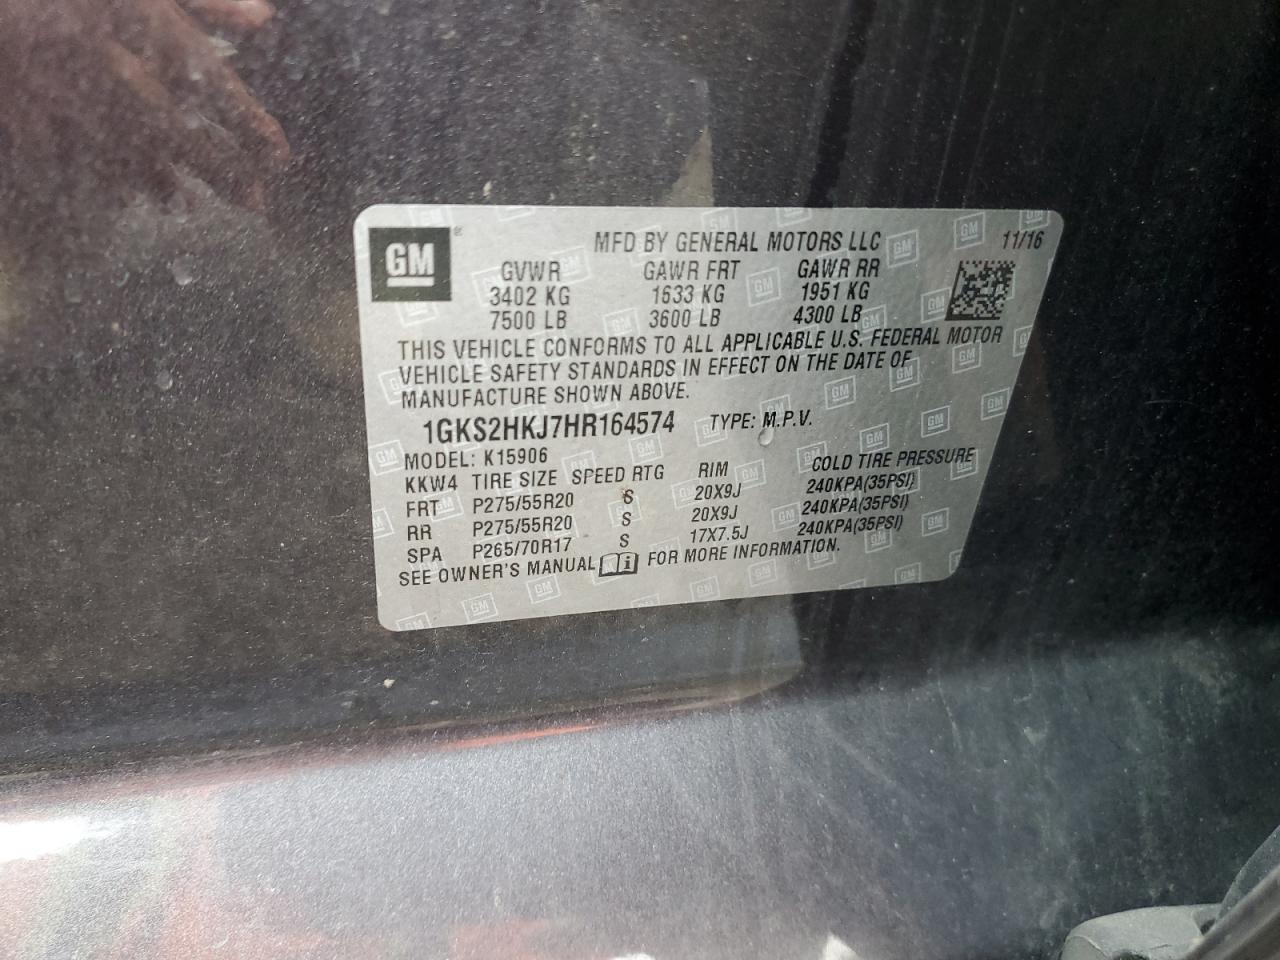 GM
MFD BY GENERAL MOTORS LLC 11/16
GVWR GAWR FRT GAWR RR
3402 KG 1633 KG 1951 KG
7500 LB 3600 LB 4300 LB
THIS VEHICLE CONFORMS TO ALL APPLICABLE U.S. FEDERAL MOTOR
VEHICLE SAFETY STANDARDS IN EFFECT ON THE DATE OF
MANUFACTURE SHOWN ABOVE.
1GKS2HKJ7HR164574 TYPE: M.P.V.
MODEL: K15906
KKW4 TIRE SIZE SPEED RTG RIM COLD TIRE PRESSURE
FRT P275/55R20 S 20X9J 240KPA(35PSI)
RR P275/55R20 S 20X9J 240KPA(35PSI)
SPA P265/70R17 S 17X7.5J 240KPA(35PSI)
SEE OWNER'S MANUAL i FOR MORE INFORMATION.